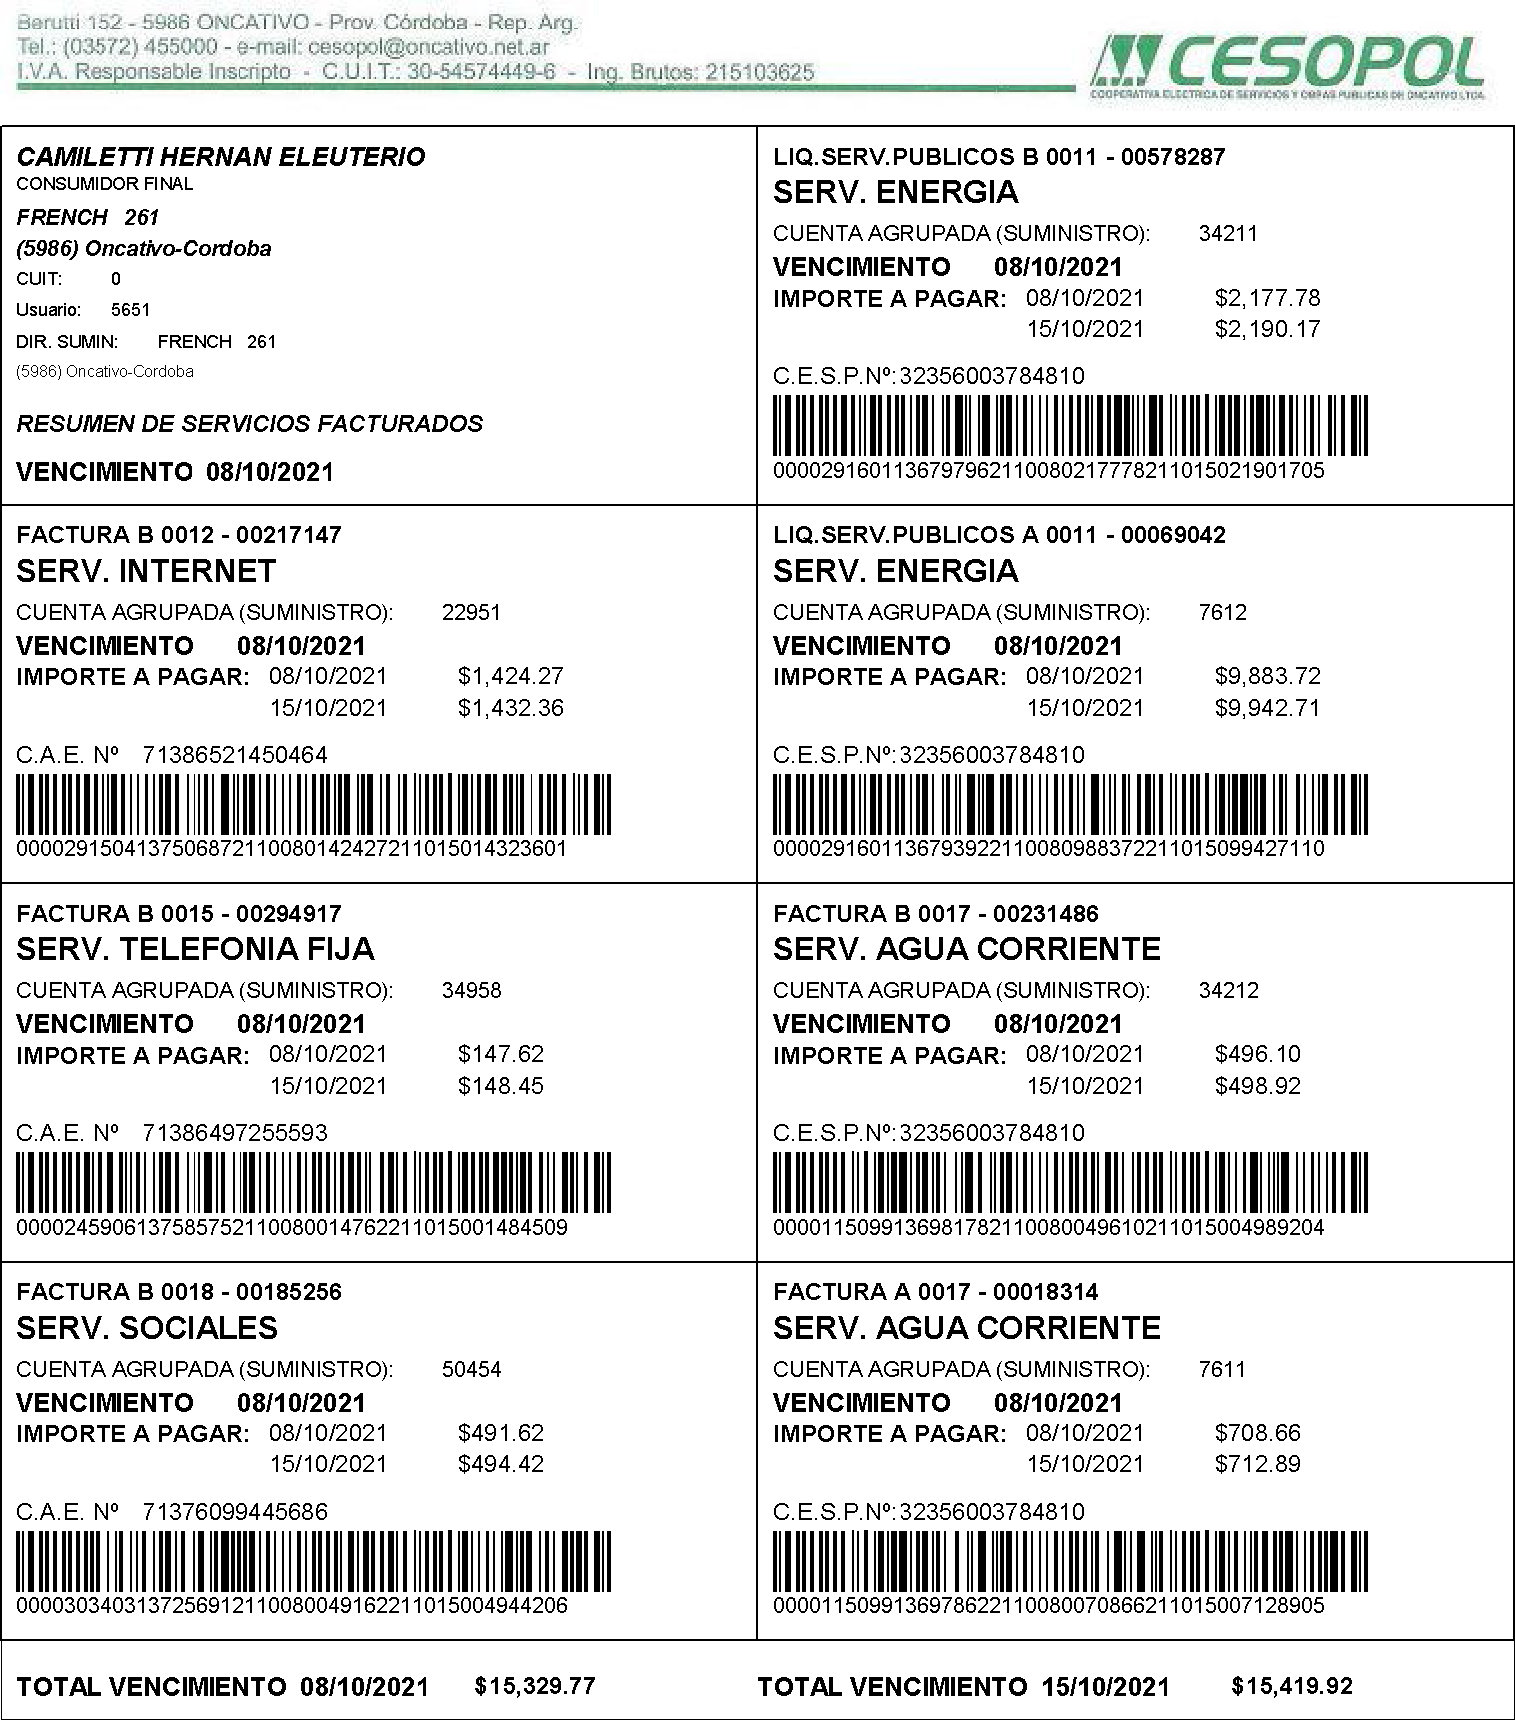 Berutti 152 - 5986 ONCATIVO - Prov. Córdoba - Rep. Arg.
Tel.: (03572) 455000 - e-mail: cesopol@oncativo.net.ar
I.V.A. Responsable Inscripto - C.U.I.T.: 30-54574449-6 - Ing. Brutos: 215103625
CESOPOL
COOPERATIVA ELECTRICA DE SERVICIOS Y OBRAS PUBLICAS DE ONCATIVO LTDA.
CAMILETTI HERNAN ELEUTERIO
CONSUMIDOR FINAL
FRENCH 261
(5986) Oncativo-Cordoba
CUIT: 0
Usuario: 5651
DIR. SUMIN: FRENCH 261
(5986) Oncativo-Cordoba
RESUMEN DE SERVICIOS FACTURADOS
VENCIMIENTO 08/10/2021
LIQ.SERV.PUBLICOS B 0011 - 00578287
SERV. ENERGIA
CUENTA AGRUPADA (SUMINISTRO): 34211
VENCIMIENTO 08/10/2021
IMPORTE A PAGAR: 08/10/2021 $2,177.78
15/10/2021 $2,190.17
C.E.S.P.Nº: 32356003784810
0000291601136797962110080217778211015021901705
FACTURA B 0012 - 00217147
SERV. INTERNET
CUENTA AGRUPADA (SUMINISTRO): 22951
VENCIMIENTO 08/10/2021
IMPORTE A PAGAR: 08/10/2021 $1,424.27
15/10/2021 $1,432.36
C.A.E. Nº 71386521450464
0000291504137506872110080142427211015014323601
LIQ.SERV.PUBLICOS A 0011 - 00069042
SERV. ENERGIA
CUENTA AGRUPADA (SUMINISTRO): 7612
VENCIMIENTO 08/10/2021
IMPORTE A PAGAR: 08/10/2021 $9,883.72
15/10/2021 $9,942.71
C.E.S.P.Nº: 32356003784810
0000291601136793922110080988372211015099427110
FACTURA B 0015 - 00294917
SERV. TELEFONIA FIJA
CUENTA AGRUPADA (SUMINISTRO): 34958
VENCIMIENTO 08/10/2021
IMPORTE A PAGAR: 08/10/2021 $147.62
15/10/2021 $148.45
C.A.E. Nº 71386497255593
0000245906137585752110080014762211015001484509
FACTURA B 0017 - 00231486
SERV. AGUA CORRIENTE
CUENTA AGRUPADA (SUMINISTRO): 34212
VENCIMIENTO 08/10/2021
IMPORTE A PAGAR: 08/10/2021 $496.10
15/10/2021 $498.92
C.E.S.P.Nº: 32356003784810
0000115099136981782110080049610211015004989204
FACTURA B 0018 - 00185256
SERV. SOCIALES
CUENTA AGRUPADA (SUMINISTRO): 50454
VENCIMIENTO 08/10/2021
IMPORTE A PAGAR: 08/10/2021 $491.62
15/10/2021 $494.42
C.A.E. Nº 71376099445686
0000303403137256912110080049162211015004944206
FACTURA A 0017 - 00018314
SERV. AGUA CORRIENTE
CUENTA AGRUPADA (SUMINISTRO): 7611
VENCIMIENTO 08/10/2021
IMPORTE A PAGAR: 08/10/2021 $708.66
15/10/2021 $712.89
C.E.S.P.Nº: 32356003784810
0000115099136978622110080070866211015007128905
TOTAL VENCIMIENTO 08/10/2021 $15,329.77
TOTAL VENCIMIENTO 15/10/2021 $15,419.92